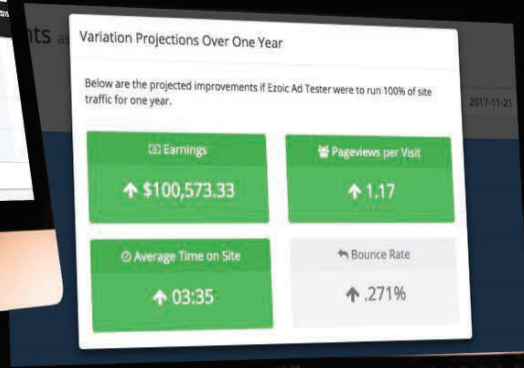 nts as
Variation Projections Over One Year
Below are the projected improvements if Ezoic Ad Tester were to run 100% of site
traffic for one year.
2017-11-21
Earnings
$100,573.33
Pageviews per Visit
1.17
Average Time on Site
03:35
Bounce Rate
.271%